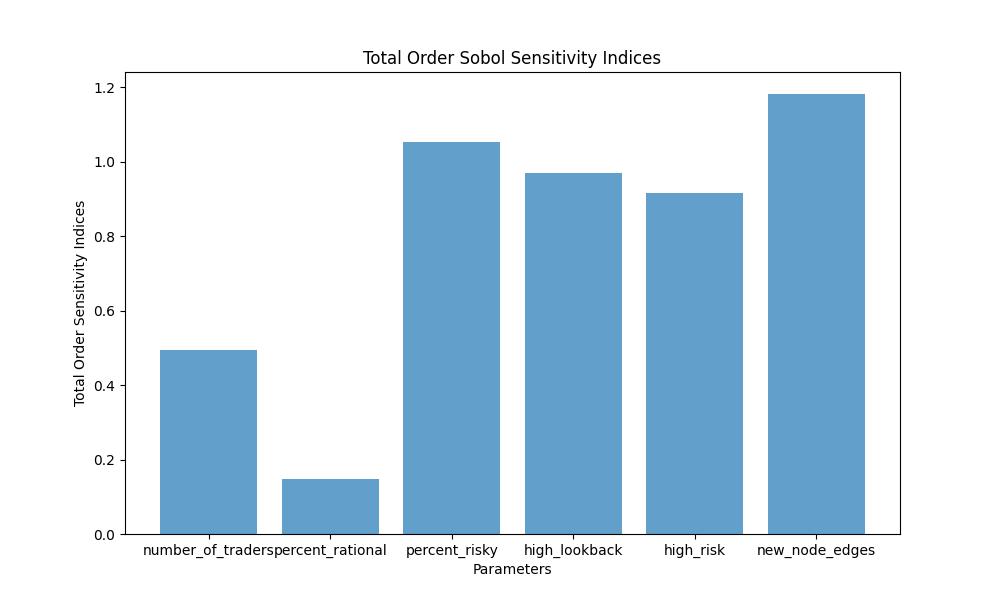 Total Order Sobol Sensitivity Indices
Total Order Sensitivity Indices
1.2
1.0
0.8
0.6
0.4
0.2
0.0
number_of_traders percent_rational percent_risky high_lookback high_risk new_node_edges
Parameters